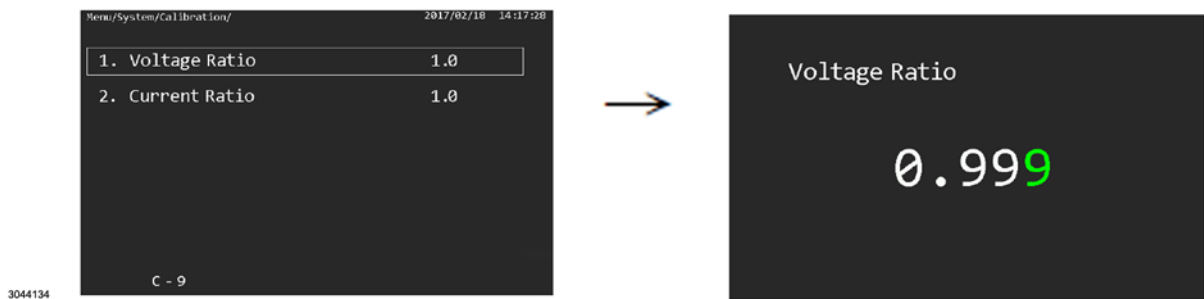 Menu/System/Calibration/ 2017/02/18 14:17:28
1. Voltage Ratio 1.0
2. Current Ratio 1.0
C - 9
Voltage Ratio
0.999
3044134